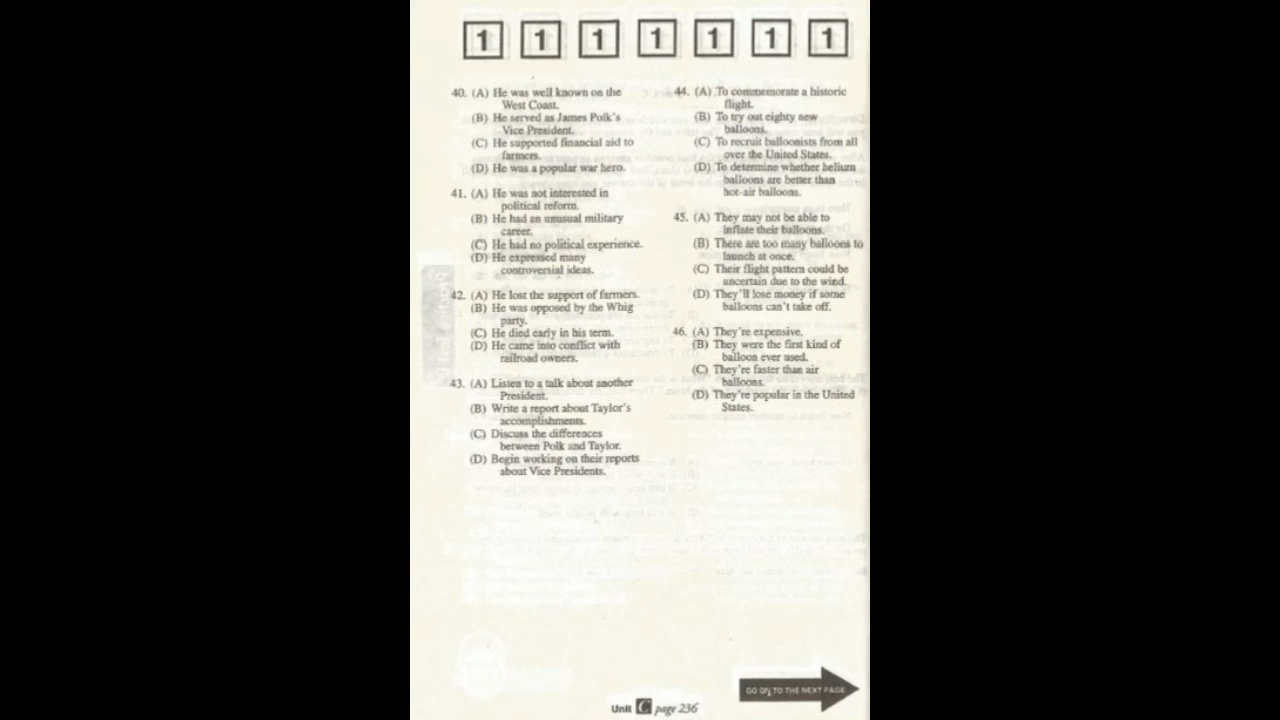 1 1 1 1 1 1 1
40. (A) He was well known on the
West Coast.
(B) He served as James Polk's
Vice President.
(C) He supported financial aid to
farmers.
(D) He was a popular war hero.
41. (A) He was not interested in
political reform.
(B) He had an unusual military
career.
(C) He had no political experience.
(D) He expressed many
controversial ideas.
42. (A) He lost the support of farmers.
(B) He was opposed by the Whig
party.
(C) He died early in his term.
(D) He came into conflict with
railroad owners.
43. (A) Listen to a talk about another
President.
(B) Write a report about Taylor's
accomplishments.
(C) Discuss the differences
between Polk and Taylor.
(D) Begin working on their reports
about Vice Presidents.
44. (A) To commemorate a historic
flight.
(B) To try out eighty new
balloons.
(C) To recruit balloonists from all
over the United States.
(D) To determine whether helium
balloons are better than
hot-air balloons.
45. (A) They may not be able to
inflate their balloons.
(B) There are too many balloons to
launch at once.
(C) Their flight pattern could be
uncertain due to the wind.
(D) They'll lose money if some
balloons can't take off.
46. (A) They're expensive.
(B) They were the first kind of
balloon ever used.
(C) They're faster than air
balloons.
(D) They're popular in the United
States.
GO ON TO THE NEXT PAGE
Unit C page 236